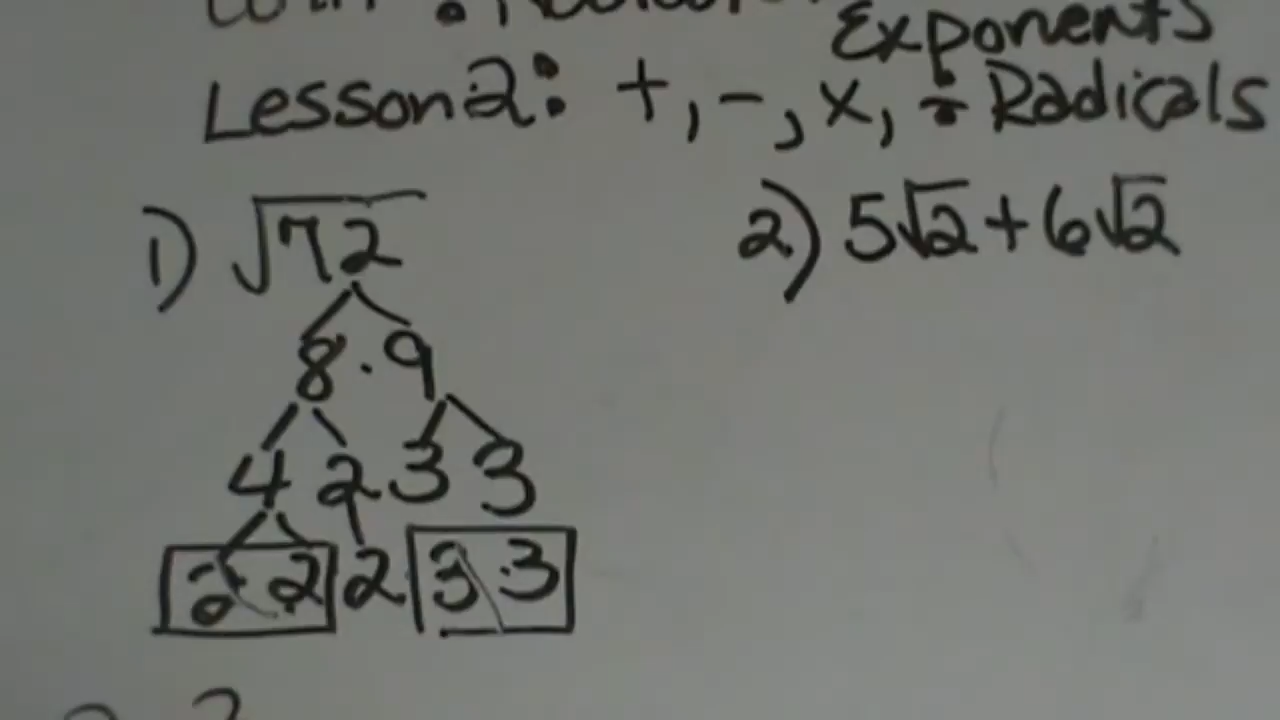 Exponents
Lesson 2: +, -, x, ÷ Radicals
1) √72
2) 5√2 + 6√2
8 · 9
4 2 3 3
2 2 2 3 · 3